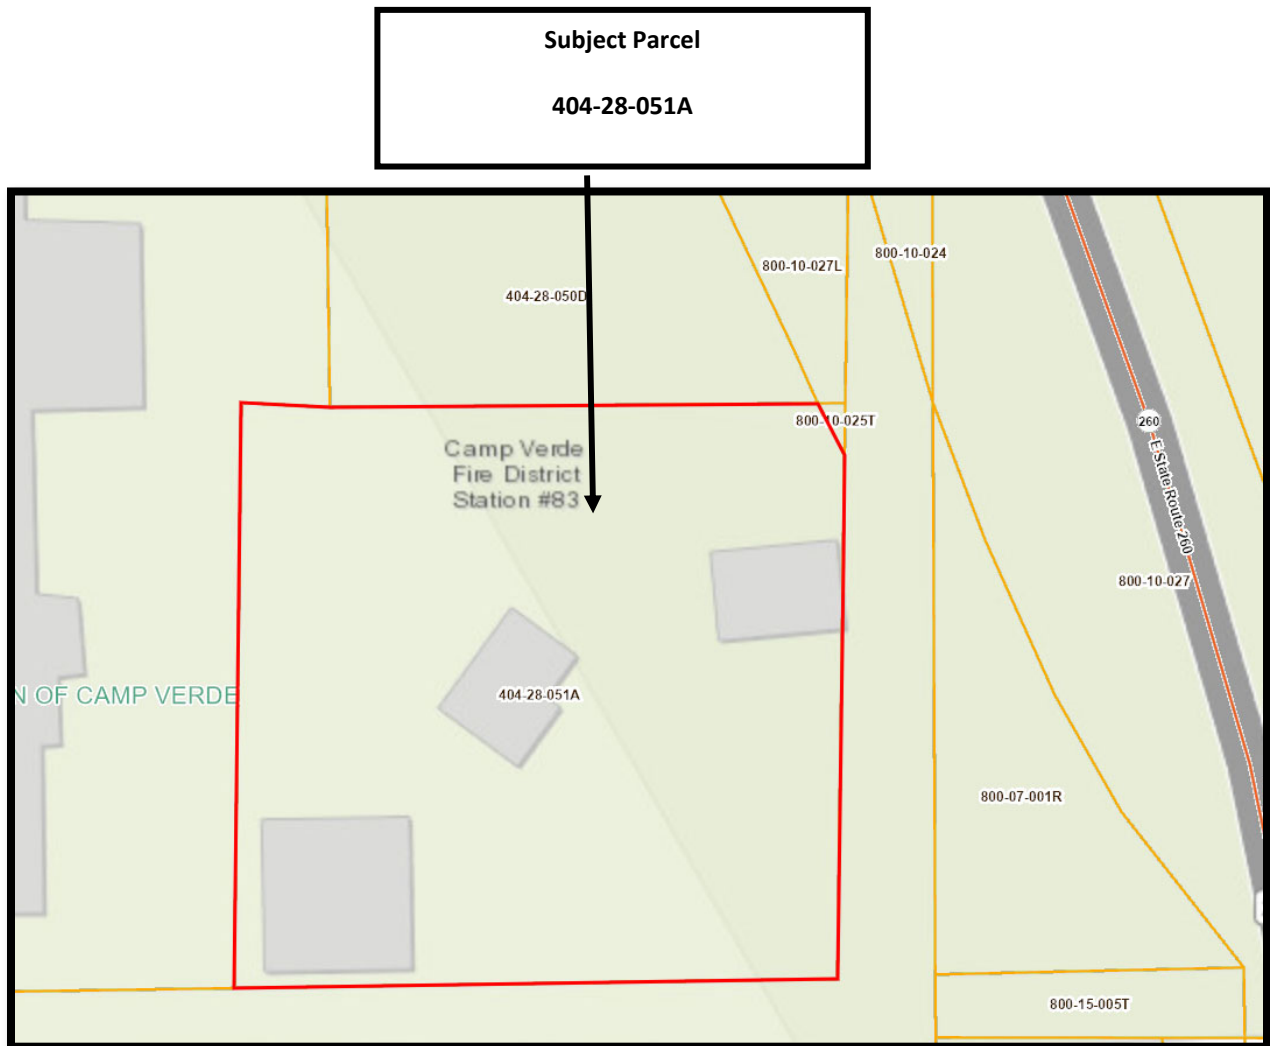 Subject Parcel
404-28-051A
800-10-024
800-10-027L
404-28-050D
800-10-025T
260
Camp Verde
Fire District
Station #83
E State Route 260
800-10-027
404-28-051A
N OF CAMP VERDE
800-07-001R
800-15-005T